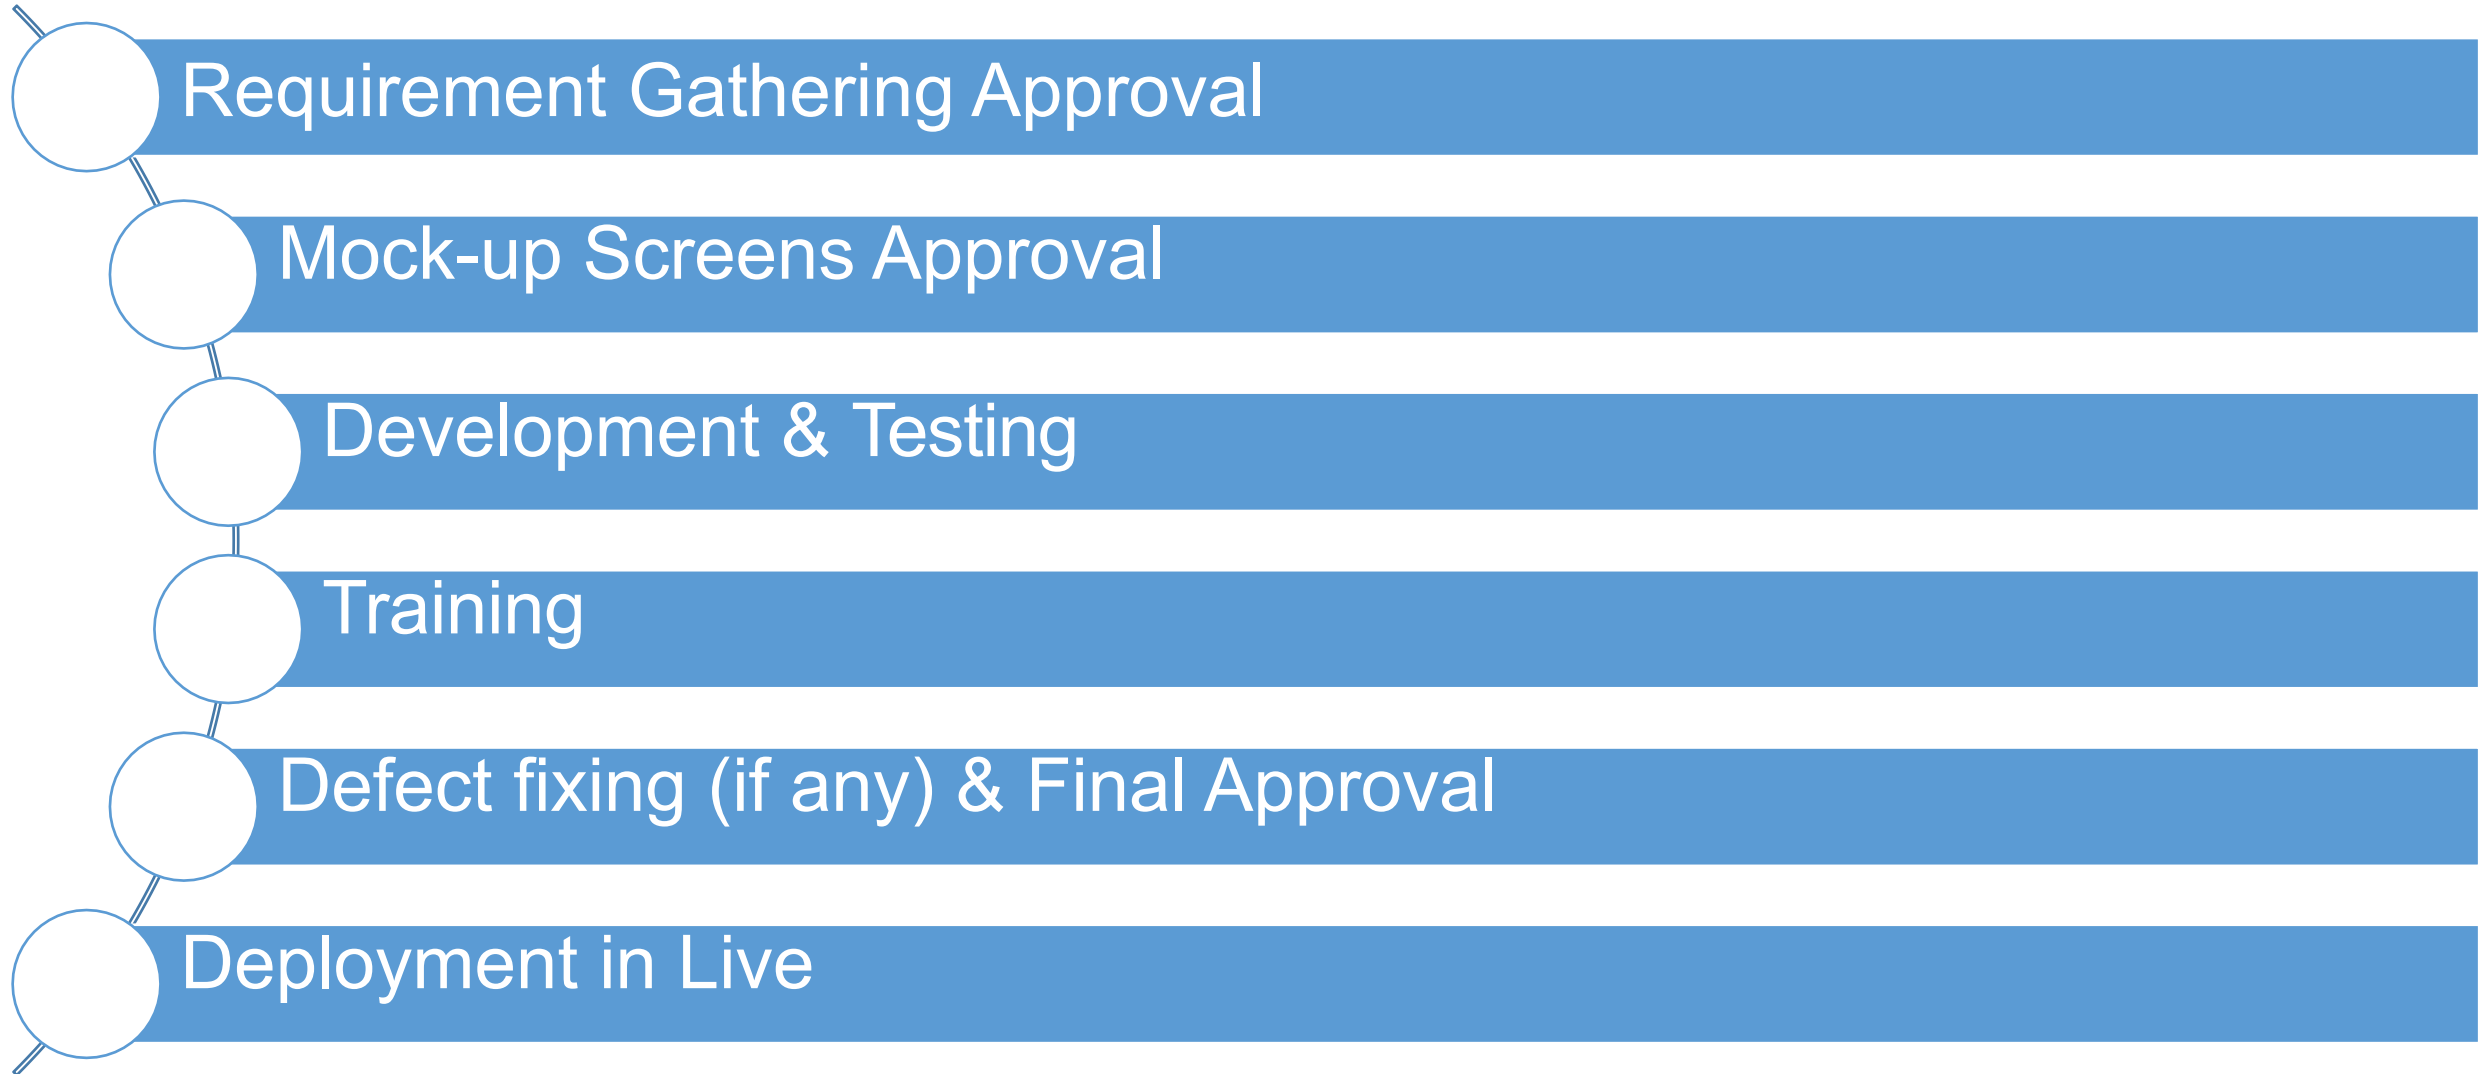 Requirement Gathering Approval
Mock-up Screens Approval
Development & Testing
Training
Defect fixing (if any) & Final Approval
Deployment in Live